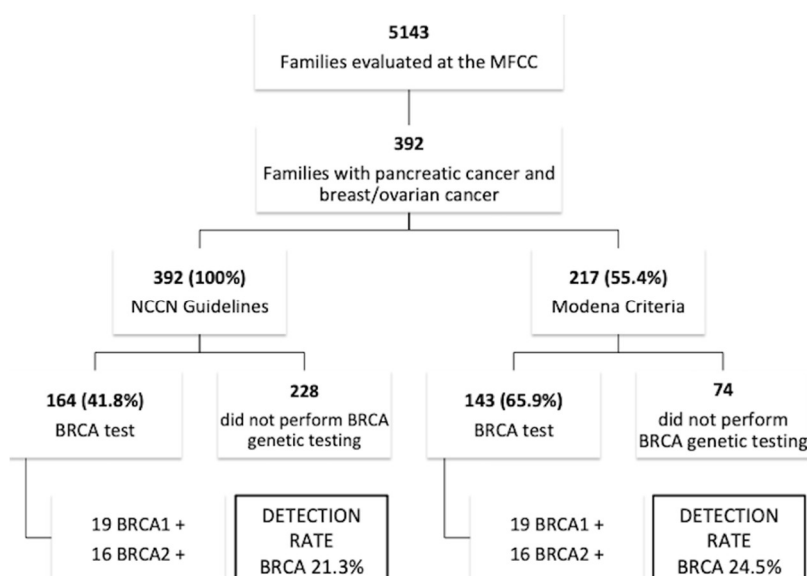 5143
Families evaluated at the MFCC
392
Families with pancreatic cancer and
breast/ovarian cancer
392 (100%)
NCCN Guidelines
217 (55.4%)
Modena Criteria
164 (41.8%)
BRCA test
228
did not perform BRCA
genetic testing
143 (65.9%)
BRCA test
74
did not perform
BRCA genetic testing
19 BRCA1 +
16 BRCA2 +
DETECTION
RATE
BRCA 21.3%
19 BRCA1 +
16 BRCA2 +
DETECTION
RATE
BRCA 24.5%